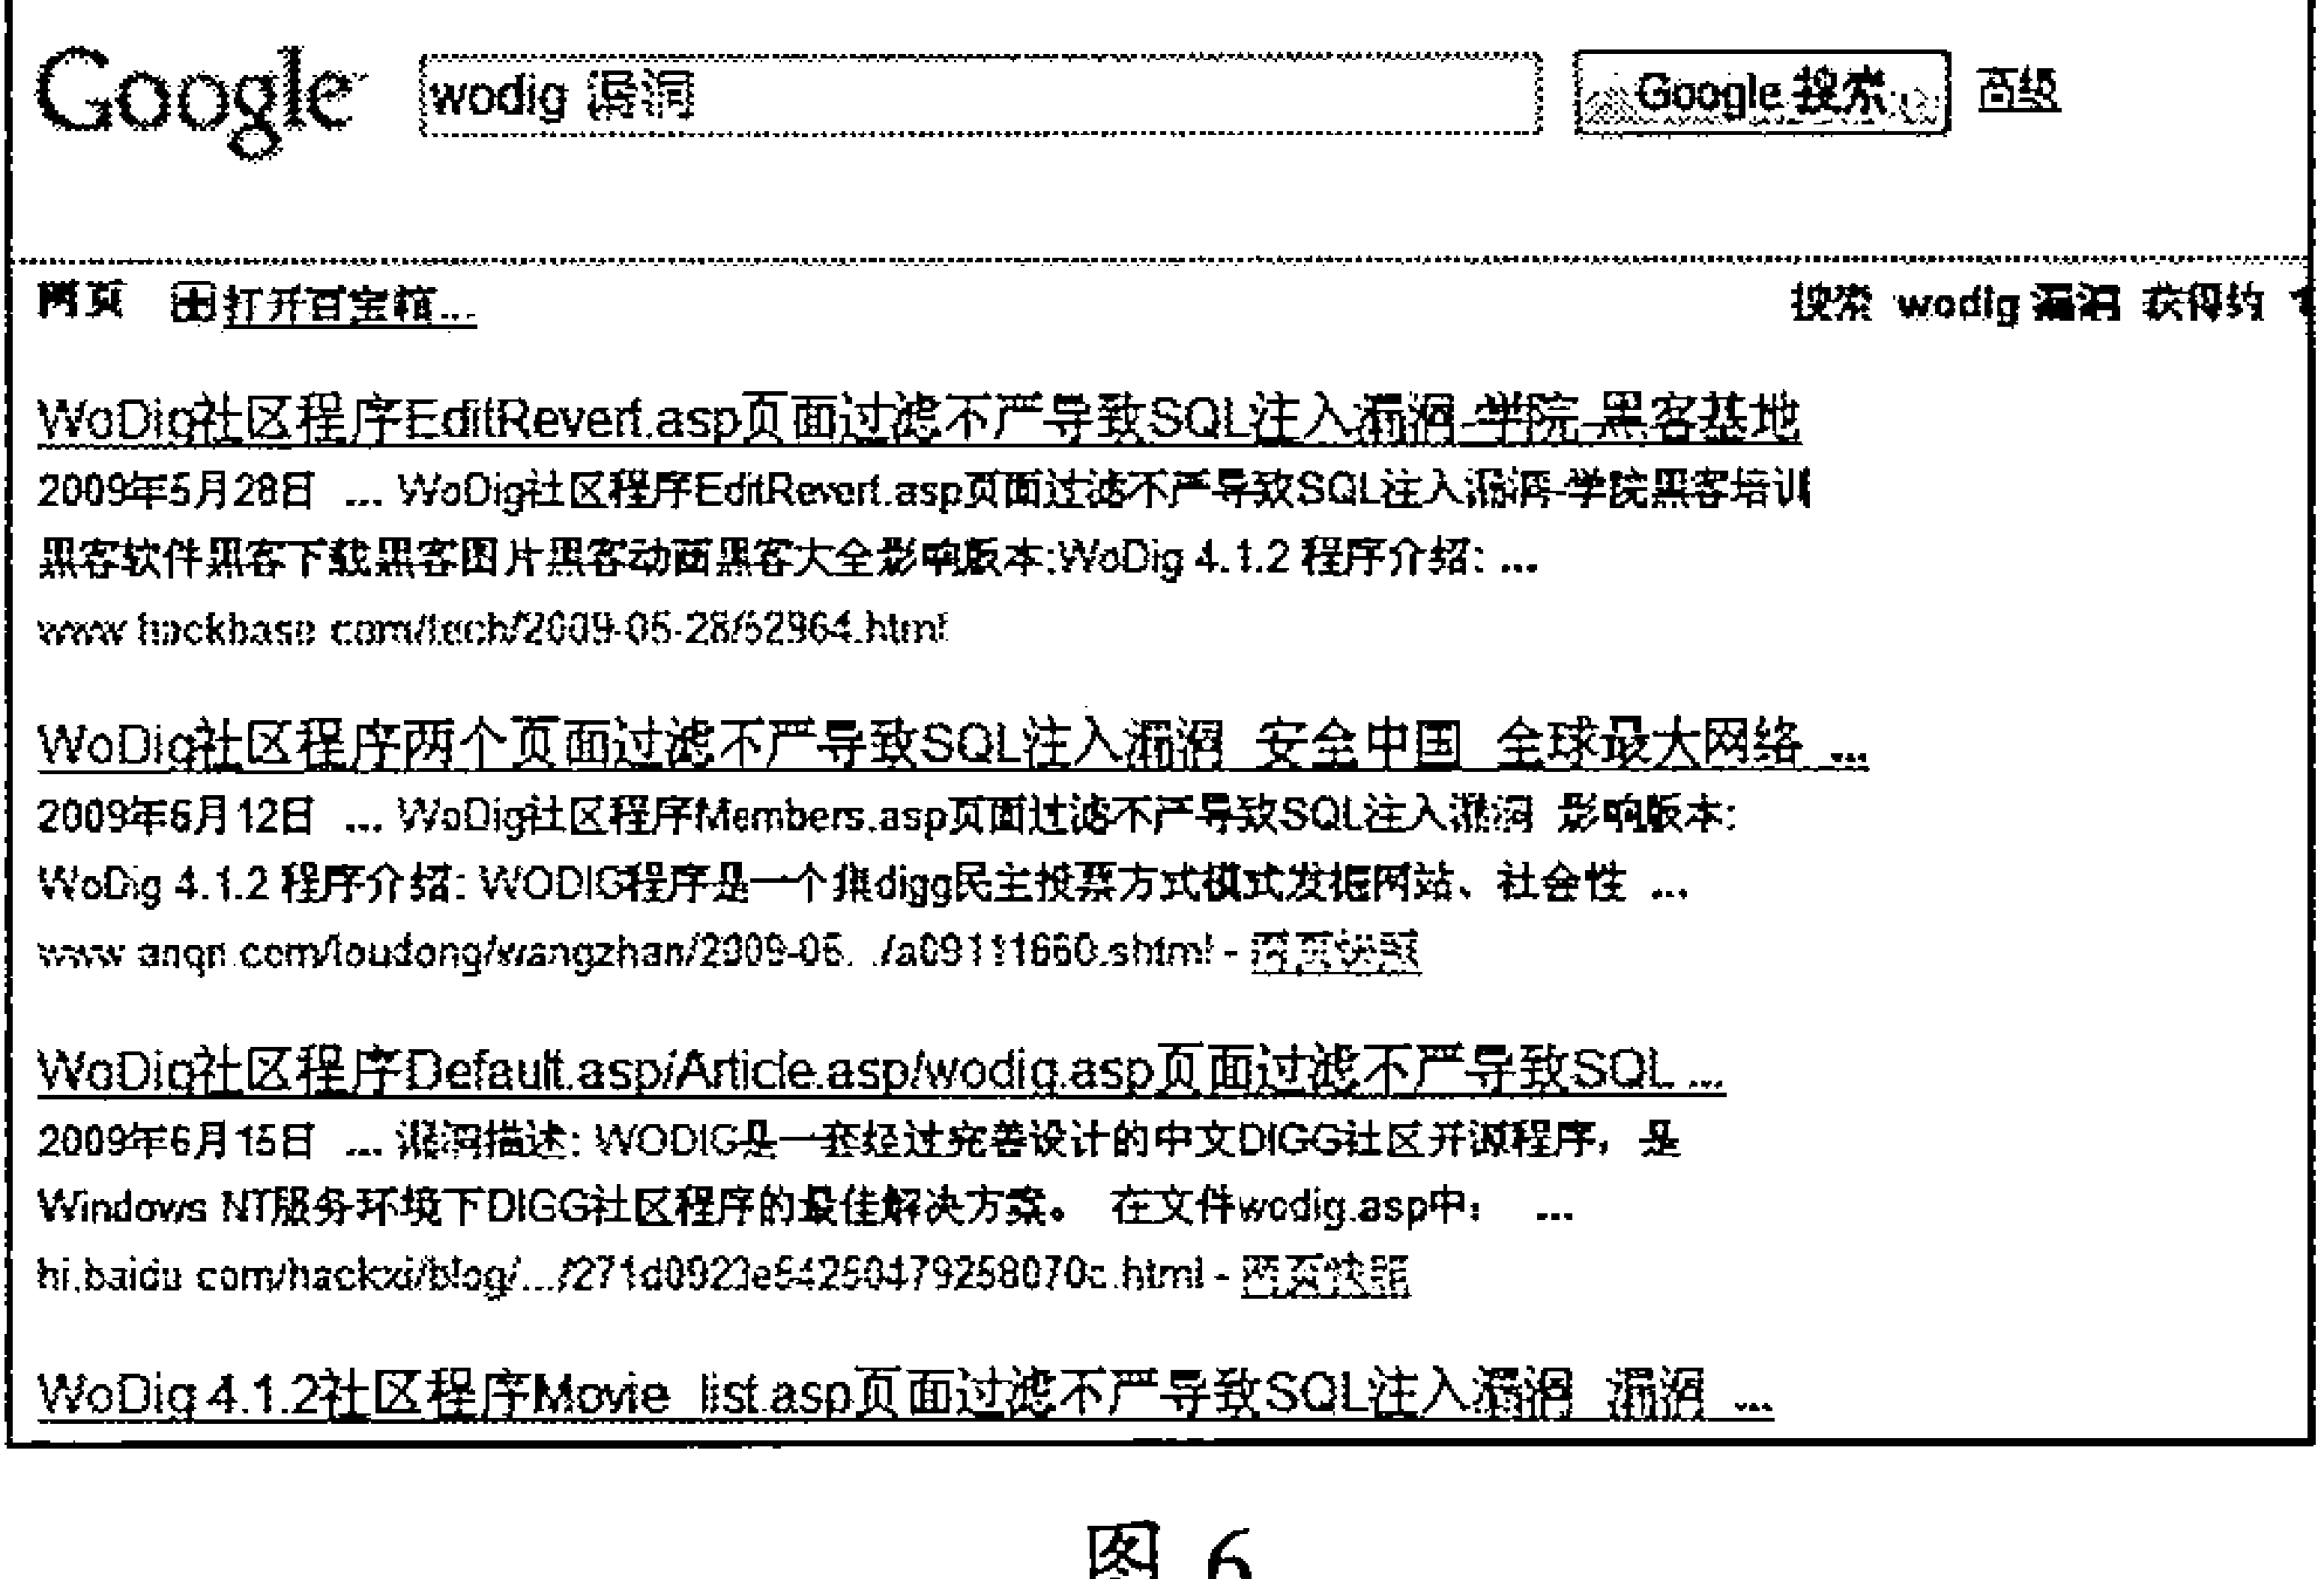 Google wodig 漏洞 Google 搜索 高级
网页 打开百宝箱... 搜索 wodig 漏洞 获得约
WoDig社区程序EditRevert.asp页面过滤不严导致SQL注入漏洞-学院-黑客基地
2009年5月28日 ... WoDig社区程序EditRevert.asp页面过滤不严导致SQL注入漏洞-学院黑客培训
黑客软件黑客下载黑客图片黑客动画黑客大全影响版本:WoDig 4.1.2 程序介绍: ...
www.hackbase.com/tech/2009-05-28/52964.html
WoDig社区程序两个页面过滤不严导致SQL注入漏洞 安全中国 全球最大网络 ...
2009年6月12日 ... WoDig社区程序Members.asp页面过滤不严导致SQL注入漏洞 影响版本:
WoDig 4.1.2 程序介绍: WODIG程序是一个集digg民主投票方式模式发掘网站、社会性 ...
www.anqn.com/loudong/wangzhan/2009-06.../a09111660.shtml - 网页快照
WoDig社区程序Default.asp/Article.asp/wodig.asp页面过滤不严导致SQL ...
2009年6月15日 ... 漏洞描述: WODIG是一套经过完善设计的中文DIGG社区开源程序，是
Windows NT服务环境下DIGG社区程序的最佳解决方案。 在文件wodig.asp中： ...
hi.baidu.com/hackxi/blog/.../ - 网页快照
WoDig 4.1.2社区程序Movie_list.asp页面过滤不严导致SQL注入漏洞 漏洞 ...
图 6